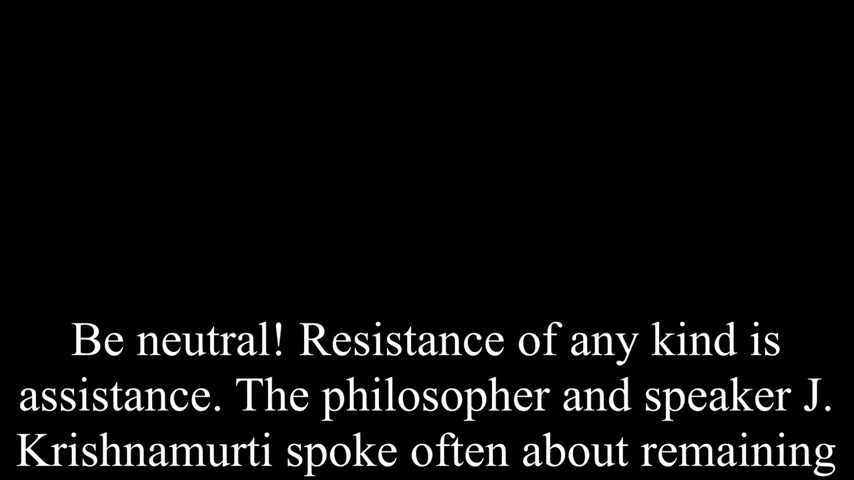 Be neutral! Resistance of any kind is
assistance. The philosopher and speaker J.
Krishnamurti spoke often about remaining